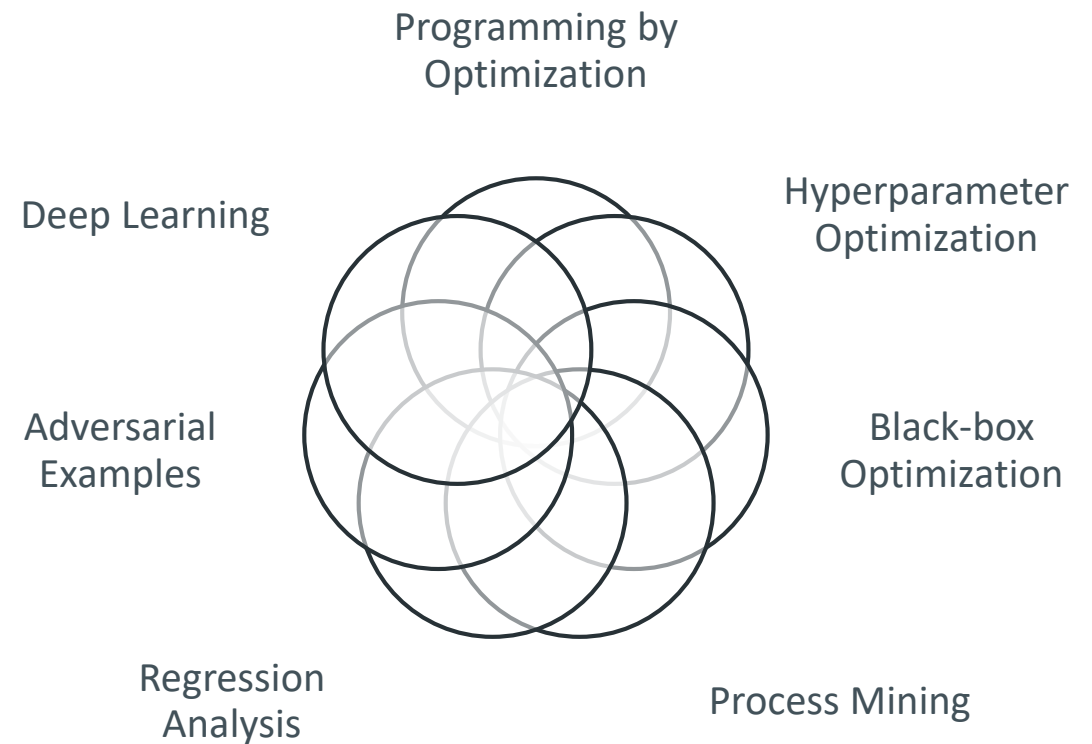 Programming by
Optimization
Deep Learning
Hyperparameter
Optimization
Adversarial
Examples
Black-box
Optimization
Regression
Analysis
Process Mining